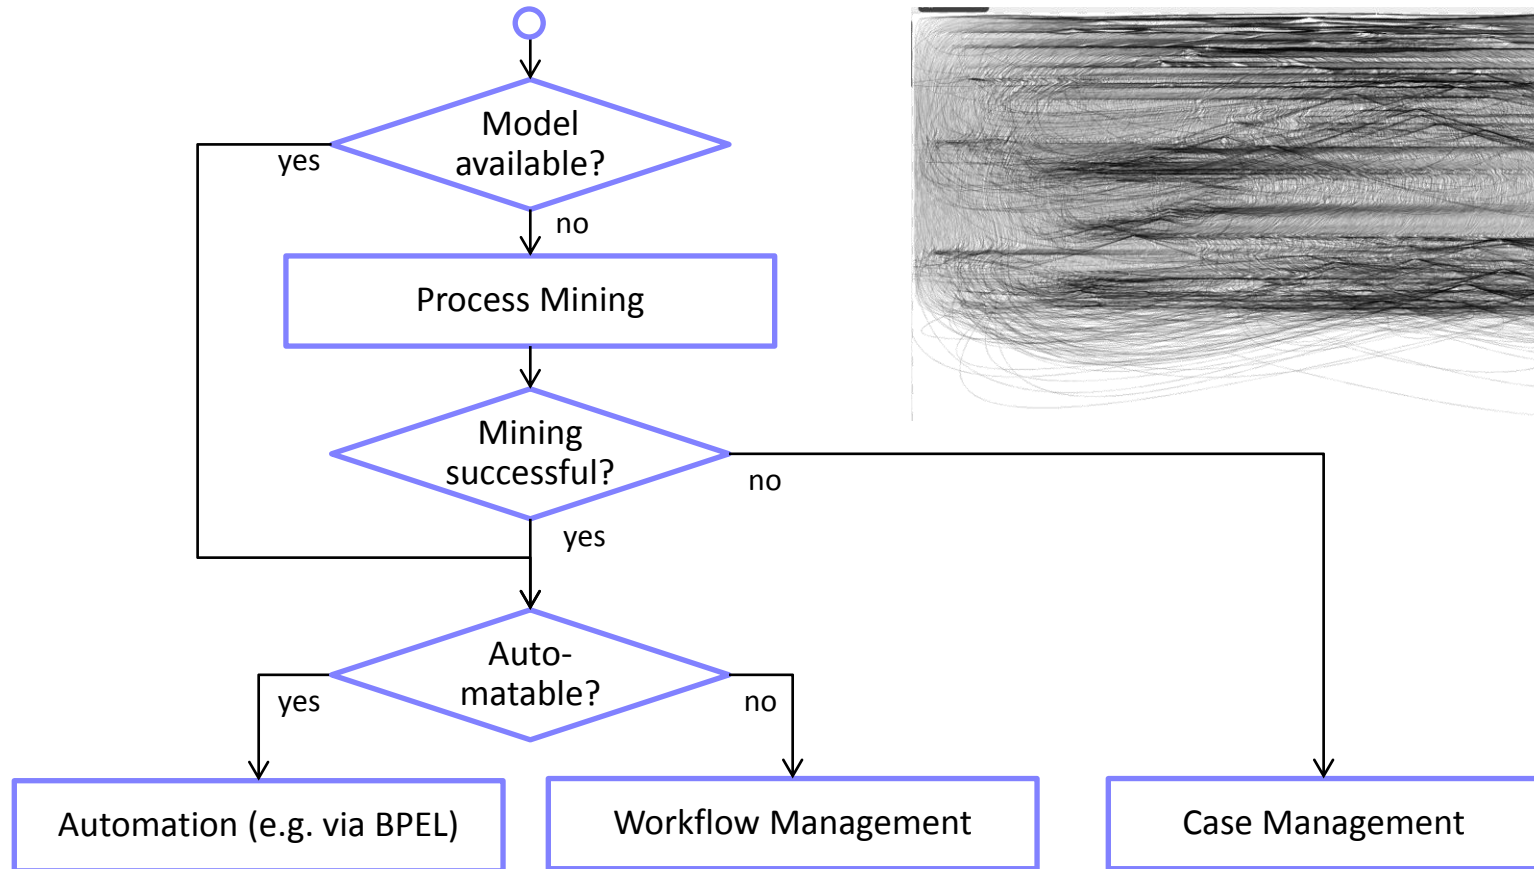 Model
available?
yes
no
Process Mining
Mining
successful?
no
yes
Auto-
matable?
yes
no
Automation (e.g. via BPEL)
Workflow Management
Case Management